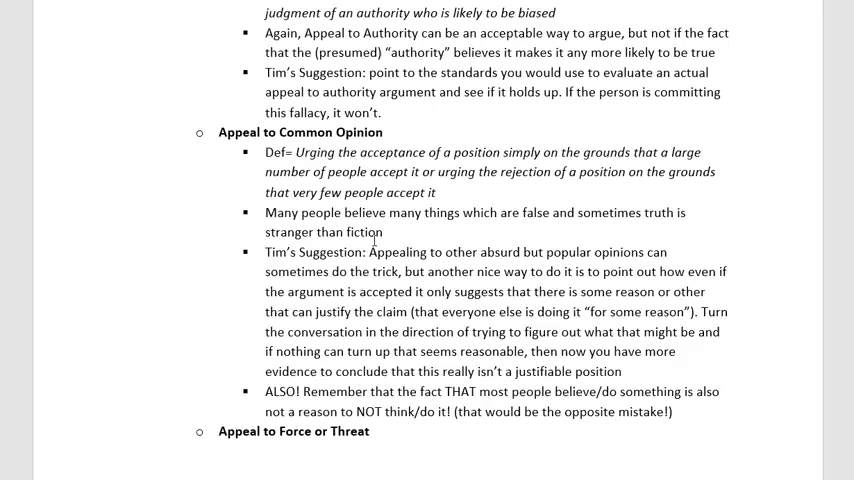 judgment of an authority who is likely to be biased
▪ Again, Appeal to Authority can be an acceptable way to argue, but not if the fact
that the (presumed) “authority” believes it makes it any more likely to be true
▪ Tim’s Suggestion: point to the standards you would use to evaluate an actual
appeal to authority argument and see if it holds up. If the person is committing
this fallacy, it won’t.
o Appeal to Common Opinion
▪ Def= Urging the acceptance of a position simply on the grounds that a large
number of people accept it or urging the rejection of a position on the grounds
that very few people accept it
▪ Many people believe many things which are false and sometimes truth is
stranger than fiction
▪ Tim’s Suggestion: Appealing to other absurd but popular opinions can
sometimes do the trick, but another nice way to do it is to point out how even if
the argument is accepted it only suggests that there is some reason or other
that can justify the claim (that everyone else is doing it “for some reason”). Turn
the conversation in the direction of trying to figure out what that might be and
if nothing can turn up that seems reasonable, then now you have more
evidence to conclude that this really isn’t a justifiable position
▪ ALSO! Remember that the fact THAT most people believe/do something is also
not a reason to NOT think/do it! (that would be the opposite mistake!)
o Appeal to Force or Threat